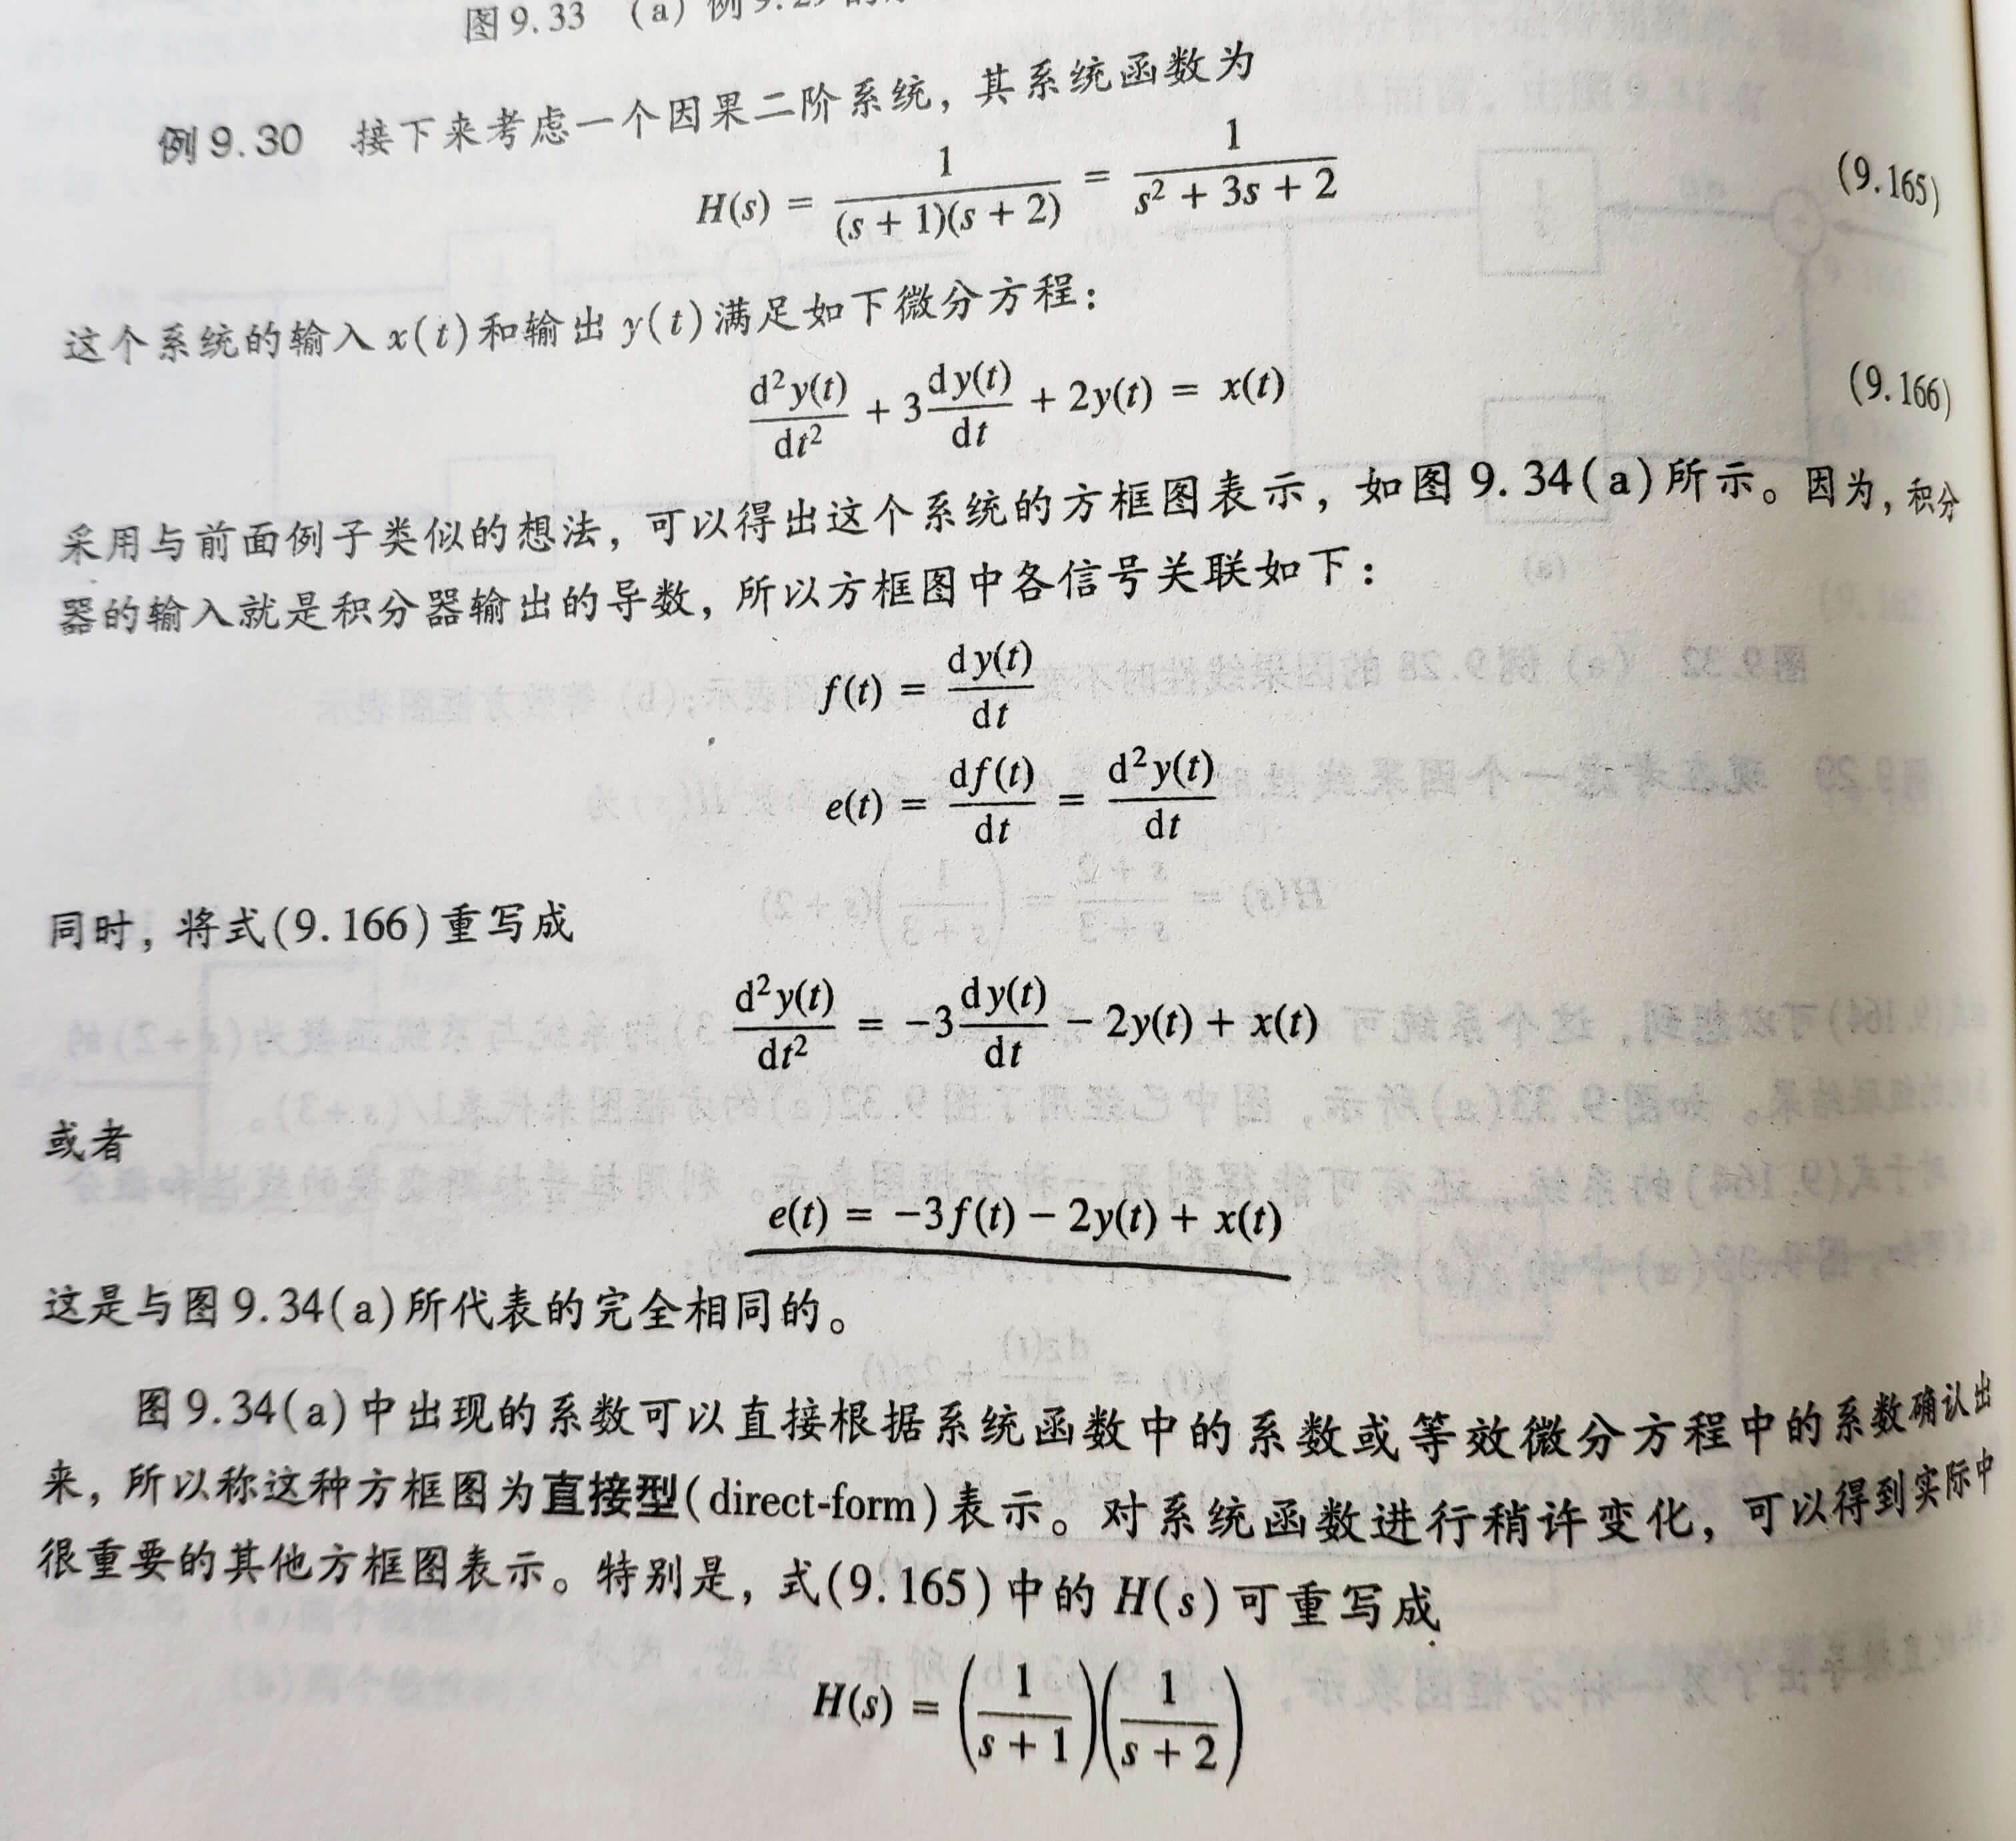 图9.33 (a) 例9.29的
例9.30 接下来考虑一个因果二阶系统，其系统函数为
H(s) = \frac{1}{(s + 1)(s + 2)} = \frac{1}{s^2 + 3s + 2} (9.165)
这个系统的输入x(t)和输出y(t)满足如下微分方程：
\frac{d^2y(t)}{dt^2} + 3\frac{dy(t)}{dt} + 2y(t) = x(t) (9.166)
采用与前面例子类似的想法，可以得出这个系统的方框图表示，如图9.34(a)所示。因为，积分
器的输入就是积分器输出的导数，所以方框图中各信号关联如下：
f(t) = \frac{dy(t)}{dt}
e(t) = \frac{df(t)}{dt} = \frac{d^2y(t)}{dt}
同时，将式(9.166)重写成
\frac{d^2y(t)}{dt^2} = -3\frac{dy(t)}{dt} - 2y(t) + x(t)
或者
e(t) = -3f(t) - 2y(t) + x(t)
这是与图9.34(a)所代表的完全相同的。
图9.34(a)中出现的系数可以直接根据系统函数中的系数或等效微分方程中的系数确认出
来，所以称这种方框图为直接型(direct-form)表示。对系统函数进行稍许变化，可以得到实际中
很重要的其他方框图表示。特别是，式(9.165)中的H(s)可重写成
H(s) = \left(\frac{1}{s + 1}\right)\left(\frac{1}{s + 2}\right)